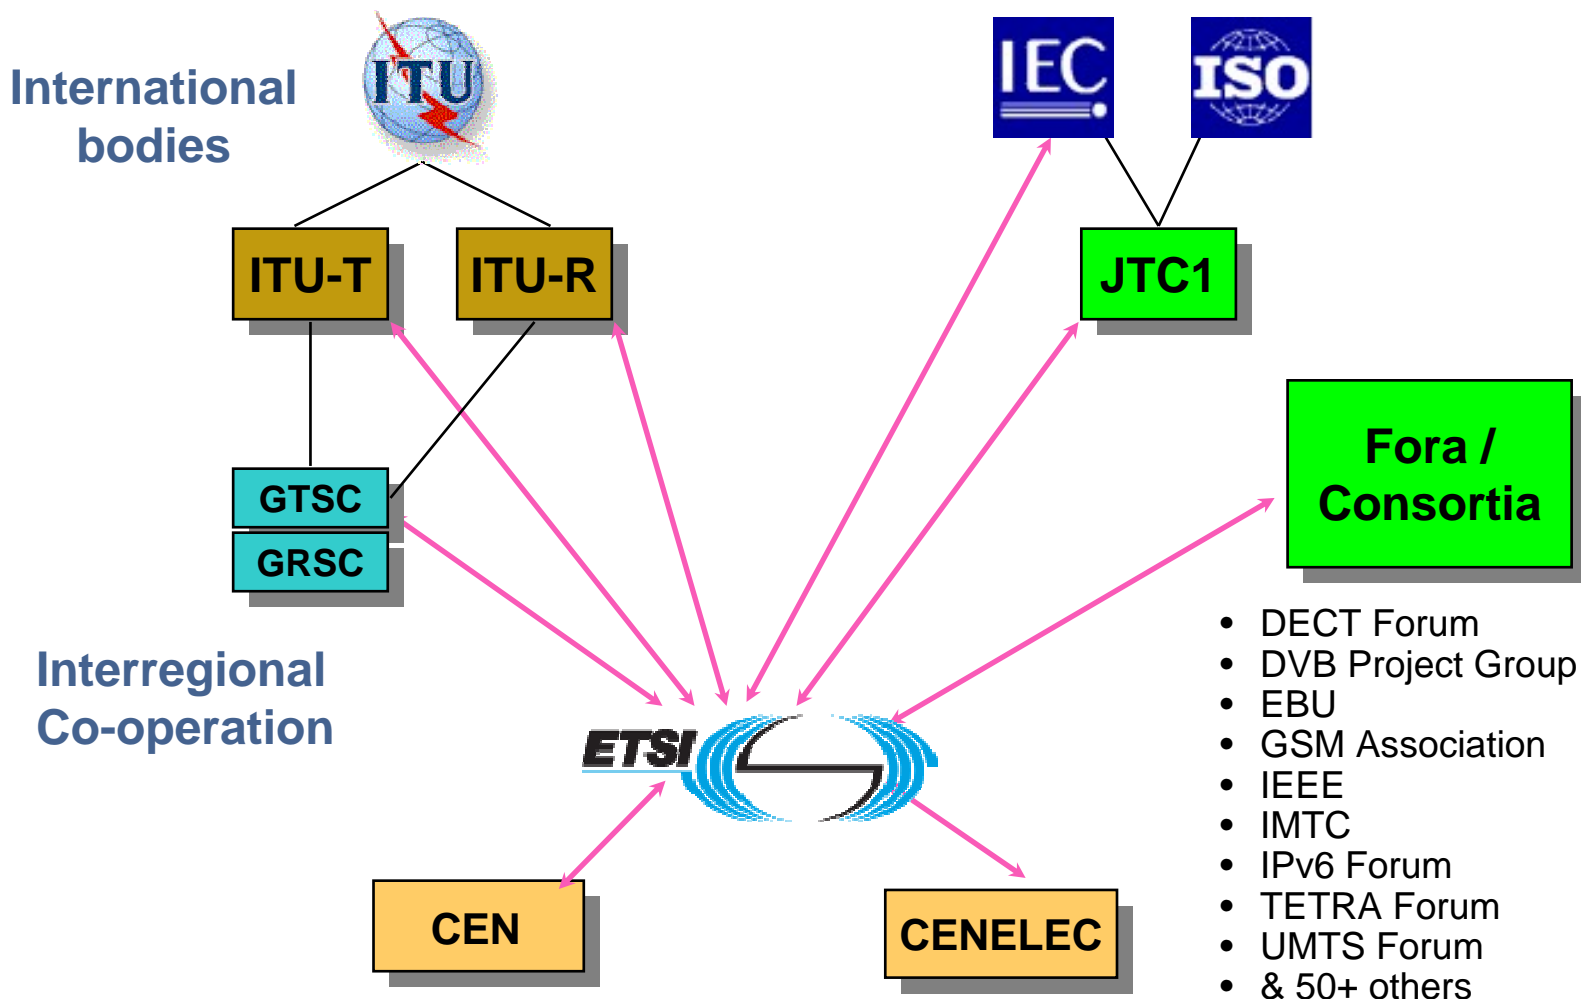 International
bodies
ITU
IEC
ISO
ITU-T
ITU-R
JTC1
Fora /
Consortia
GTSC
GRSC
Interregional
Co-operation
ETSI
CEN
CENELEC
• DECT Forum
• DVB Project Group
• EBU
• GSM Association
• IEEE
• IMTC
• IPv6 Forum
• TETRA Forum
• UMTS Forum
• & 50+ others